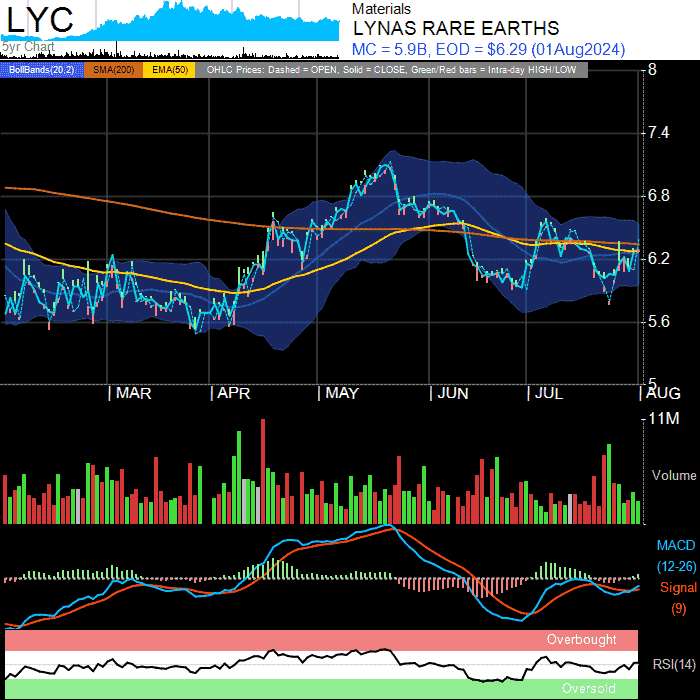 LYC
Materials
LYNAS RARE EARTHS
MC = 5.9B, EOD = $6.29 (01Aug2024)
5yr Chart
BollBands(20,2) SMA(200) EMA(50) OHLC Prices: Dashed = OPEN, Solid = CLOSE, Green/Red bars = Intra-day HIGH/LOW
8
7.4
6.8
6.2
5.6
5
MAR APR MAY JUN JUL AUG
11M
Volume
MACD
(12-26)
Signal
(9)
Overbought
RSI(14)
Oversold